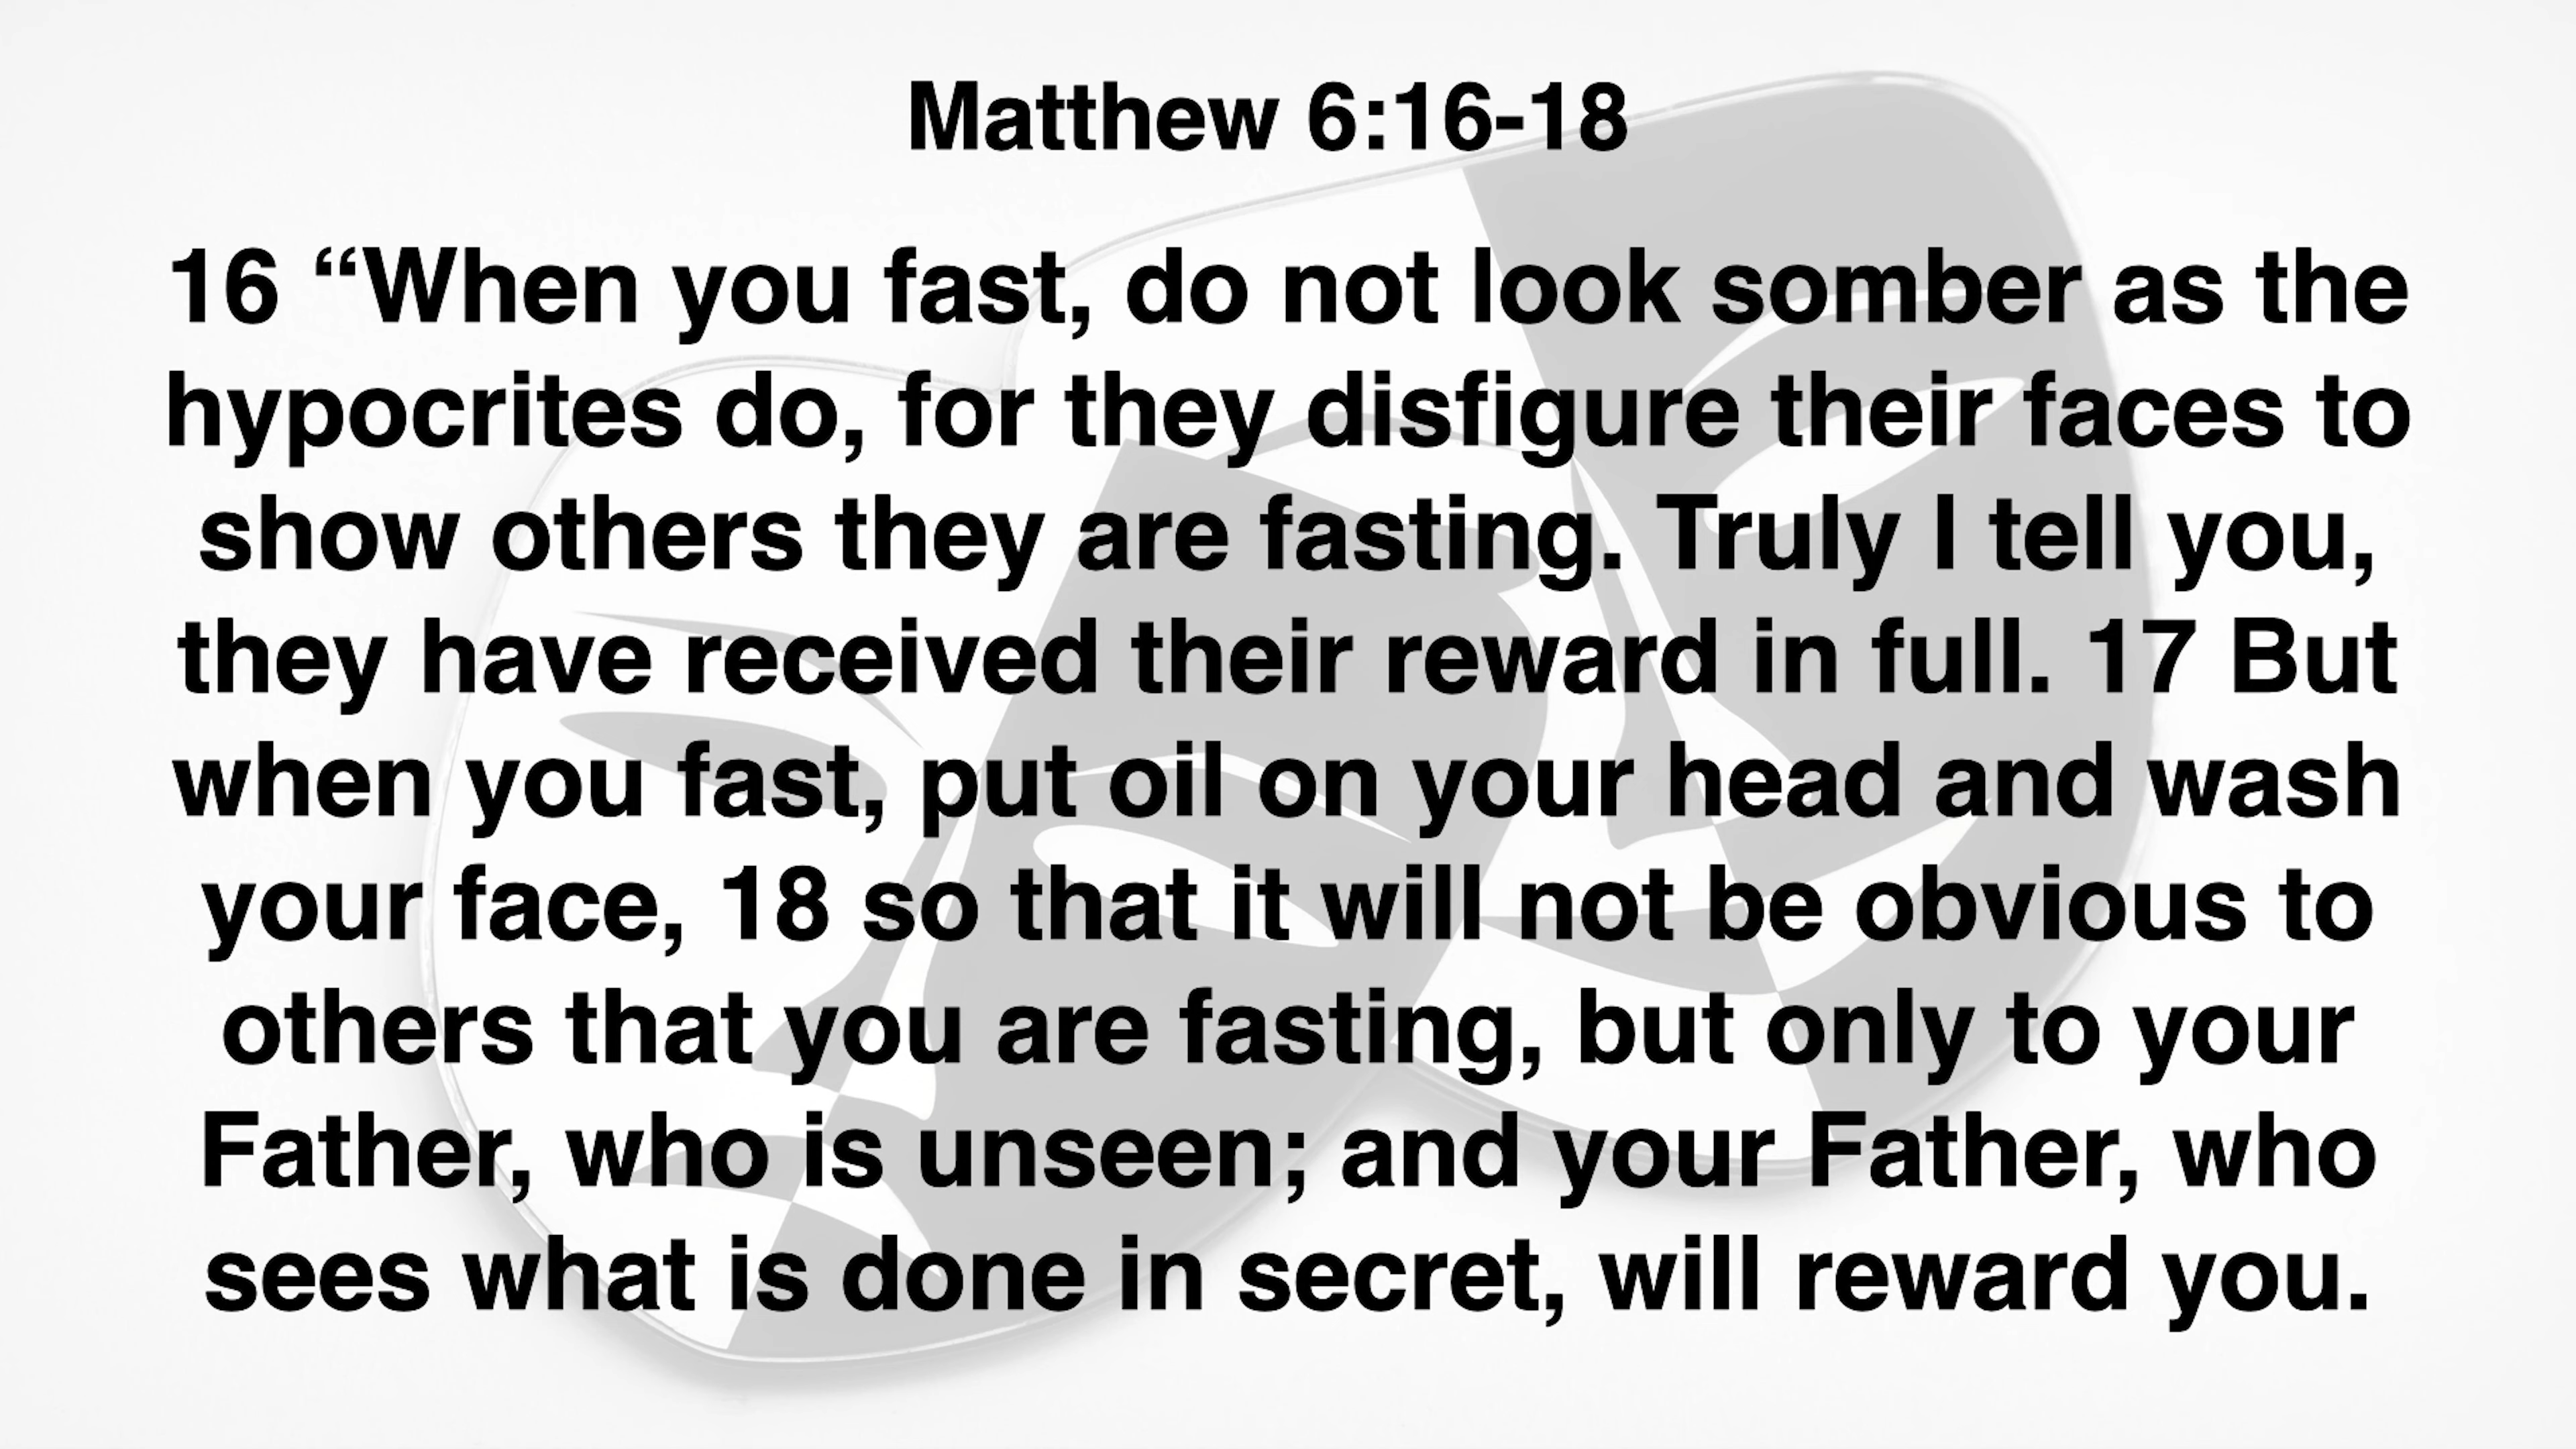 Matthew 6:16-18
16 “When you fast, do not look somber as the
hypocrites do, for they disfigure their faces to
show others they are fasting. Truly I tell you,
they have received their reward in full. 17 But
when you fast, put oil on your head and wash
your face, 18 so that it will not be obvious to
others that you are fasting, but only to your
Father, who is unseen; and your Father, who
sees what is done in secret, will reward you.